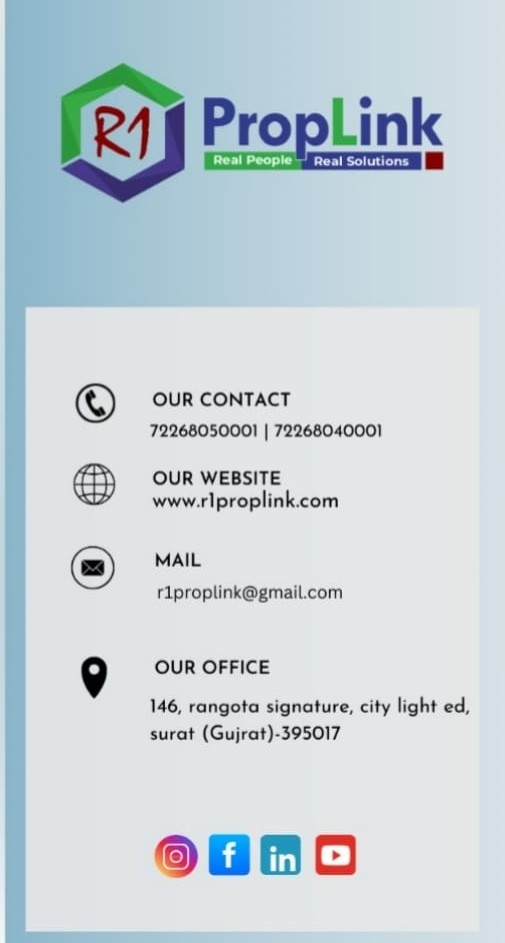 R1
PropLink
Real People Real Solutions
OUR CONTACT
72268050001 | 72268040001
OUR WEBSITE
www.r1proplink.com
MAIL
r1proplink@gmail.com
OUR OFFICE
146, rangota signature, city light ed,
surat (Gujrat)-395017
f
in